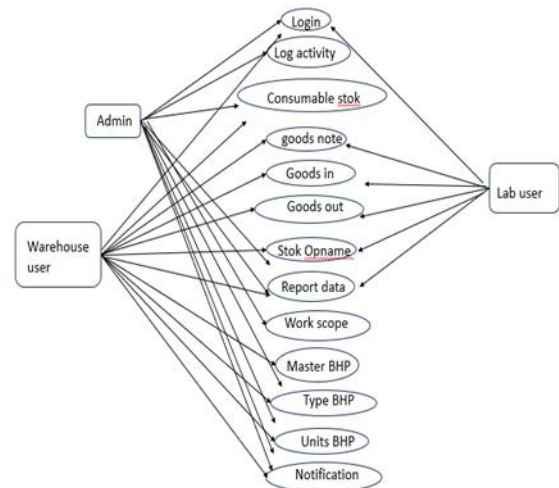 Login
Log activity
Consumable stok
Admin
goods note
Goods in
Lab user
Goods out
Warehouse
user
Stok Opname
Report data
Work scope
Master BHP
Type BHP
Units BHP
Notification